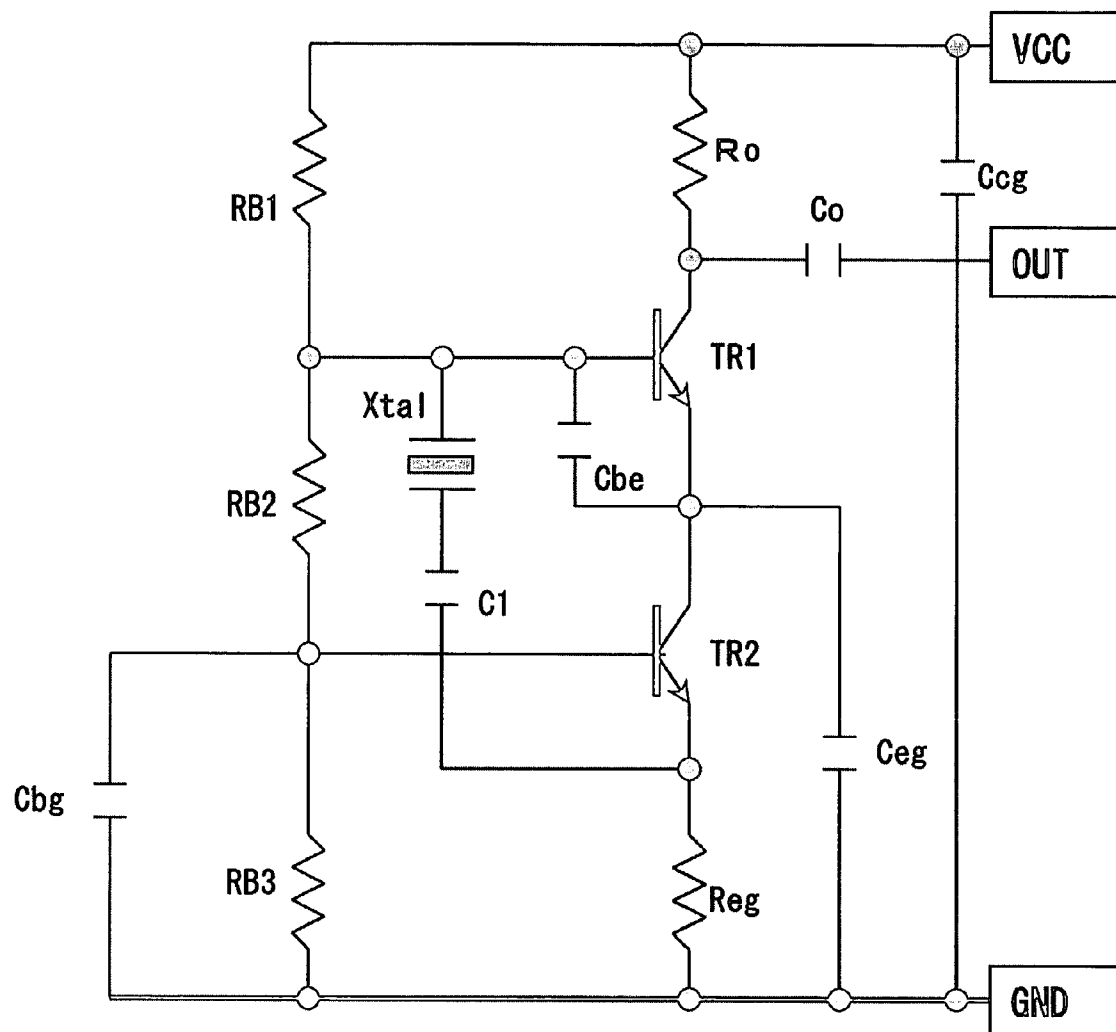 VCC
Ro
Ccg
RB1
Co
OUT
TR1
Xtal
Cbe
RB2
C1
TR2
Ceg
Cbg
RB3
Reg
GND